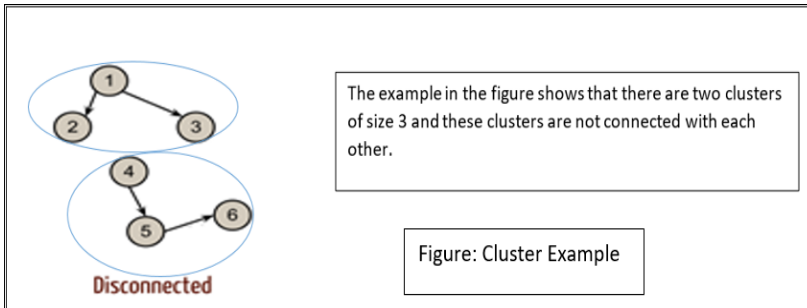 1
2
3
4
5
6
Disconnected
The example in the figure shows that there are two clusters
of size 3 and these clusters are not connected with each
other.
Figure: Cluster Example